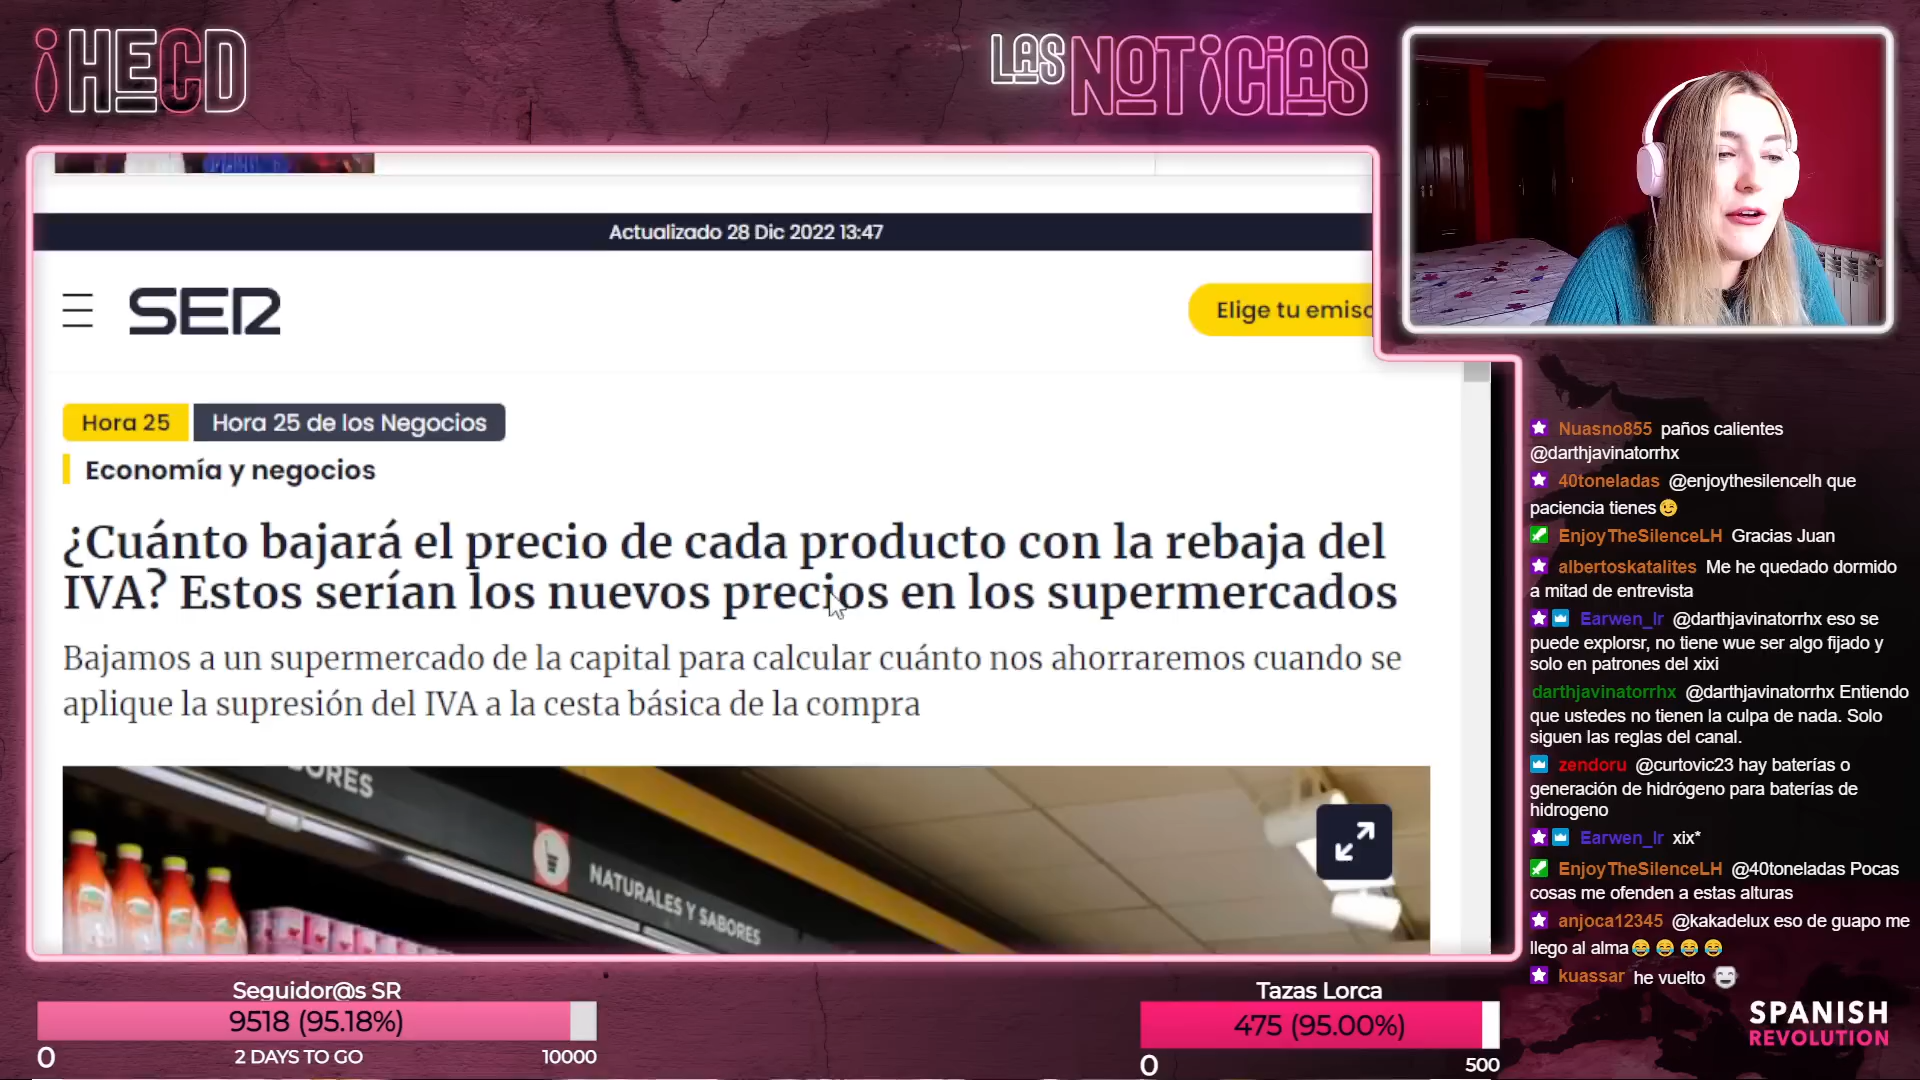 ¡HECD
LAS NOTICIAS
Actualizado 28 Dic 2022 13:47
SER
Elige tu emiso
Hora 25
Hora 25 de los Negocios
Economía y negocios
¿Cuánto bajará el precio de cada producto con la rebaja del
IVA? Estos serían los nuevos precios en los supermercados
Bajamos a un supermercado de la capital para calcular cuánto nos ahorraremos cuando se
aplique la supresión del IVA a la cesta básica de la compra
ORES
NATURALES Y SABORES
Nuasno855 paños calientes
@darthjavinatorrhx
40toneladas @enjoythesilencelh que
paciencia tienes😉
EnjoyTheSilenceLH Gracias Juan
albertoskatalites Me he quedado dormido
a mitad de entrevista
Earwen_Ir @darthjavinatorrhx eso se
puede explorsr, no tiene wue ser algo fijado y
solo en patrones del xixi
darthjavinatorrhx @darthjavinatorrhx Entiendo
que ustedes no tienen la culpa de nada. Solo
siguen las reglas del canal.
zendoru @curtovic23 hay baterías o
generación de hidrógeno para baterías de
hidrogeno
Earwen_Ir xix*
EnjoyTheSilenceLH @40toneladas Pocas
cosas me ofenden a estas alturas
anjoca12345 @kakadelux eso de guapo me
llego al alma😂 😂 😂 😂
kuassar he vuelto
Seguidor@s SR
9518 (95.18%)
0
2 DAYS TO GO
10000
Tazas Lorca
475 (95.00%)
0
500
SPANISH
REVOLUTION